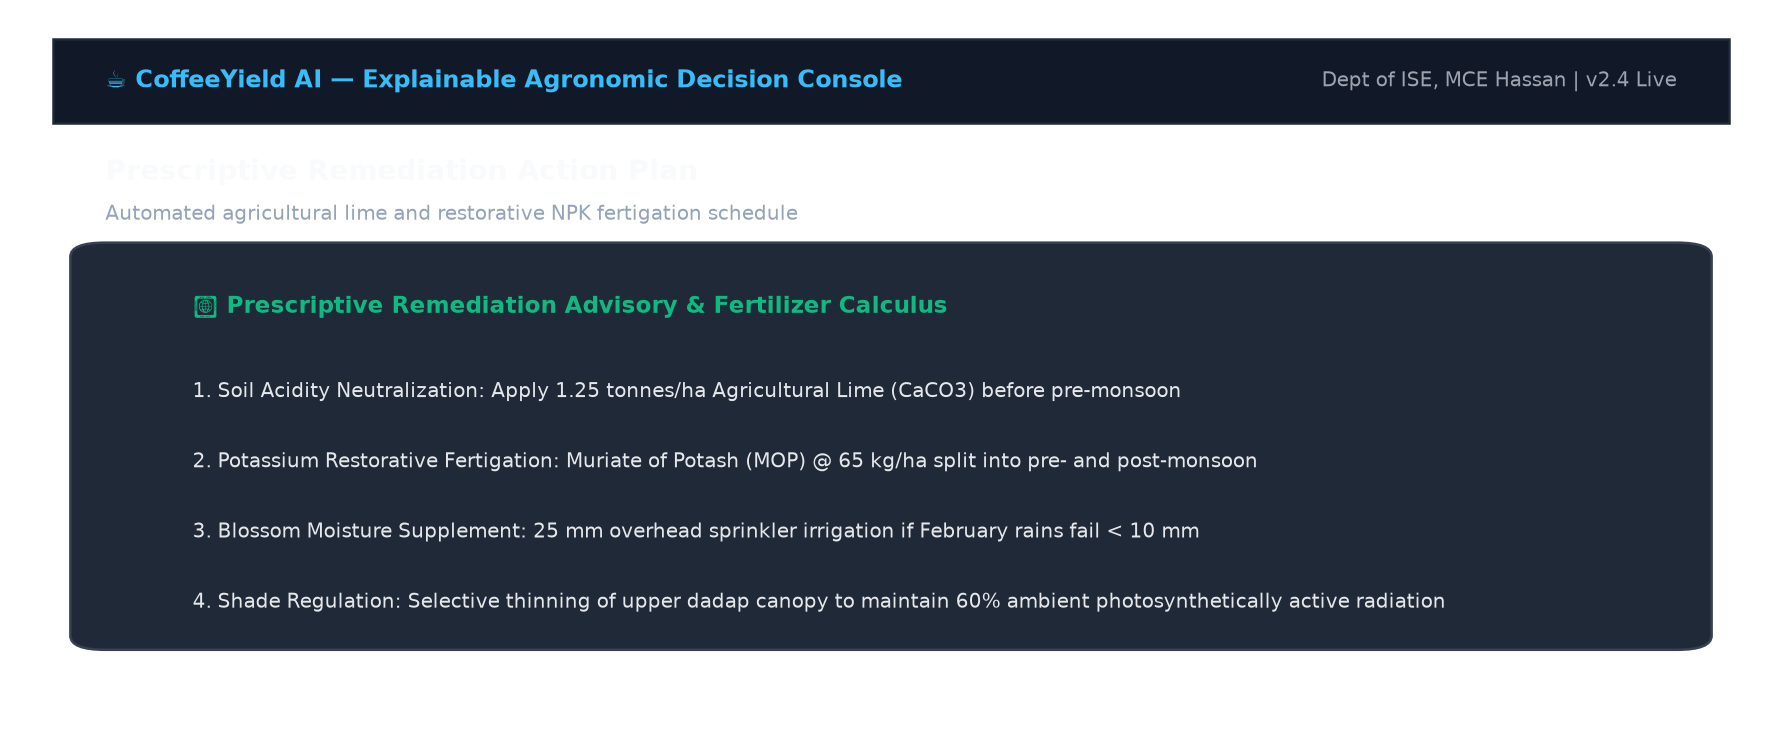 ☕ CoffeeYield AI — Explainable Agronomic Decision Console
Dept of ISE, MCE Hassan | v2.4 Live
Prescriptive Remediation Action Plan
Automated agricultural lime and restorative NPK fertigation schedule
Prescriptive Remediation Advisory & Fertilizer Calculus
1. Soil Acidity Neutralization: Apply 1.25 tonnes/ha Agricultural Lime (CaCO3) before pre-monsoon
2. Potassium Restorative Fertigation: Muriate of Potash (MOP) @ 65 kg/ha split into pre- and post-monsoon
3. Blossom Moisture Supplement: 25 mm overhead sprinkler irrigation if February rains fail < 10 mm
4. Shade Regulation: Selective thinning of upper dadap canopy to maintain 60% ambient photosynthetically active radiation